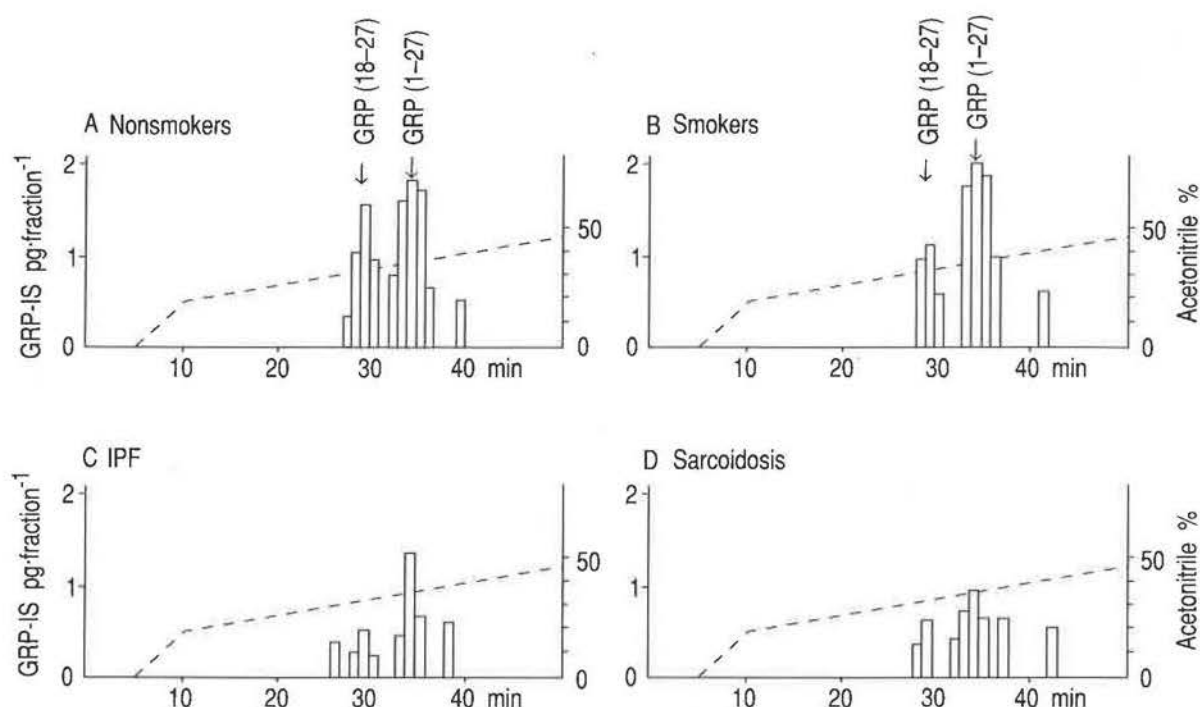 GRP (18–27)
GRP (1–27)
GRP (18–27)
GRP (1–27)
A Nonsmokers
B Smokers
GRP-IS pg·fraction⁻¹
2
1
0
50
0
10 20 30 40 min
2
1
0
50
0
Acetonitrile %
10 20 30 40 min
C IPF
D Sarcoidosis
GRP-IS pg·fraction⁻¹
2
1
0
50
0
10 20 30 40 min
2
1
0
50
0
Acetonitrile %
10 20 30 40 min